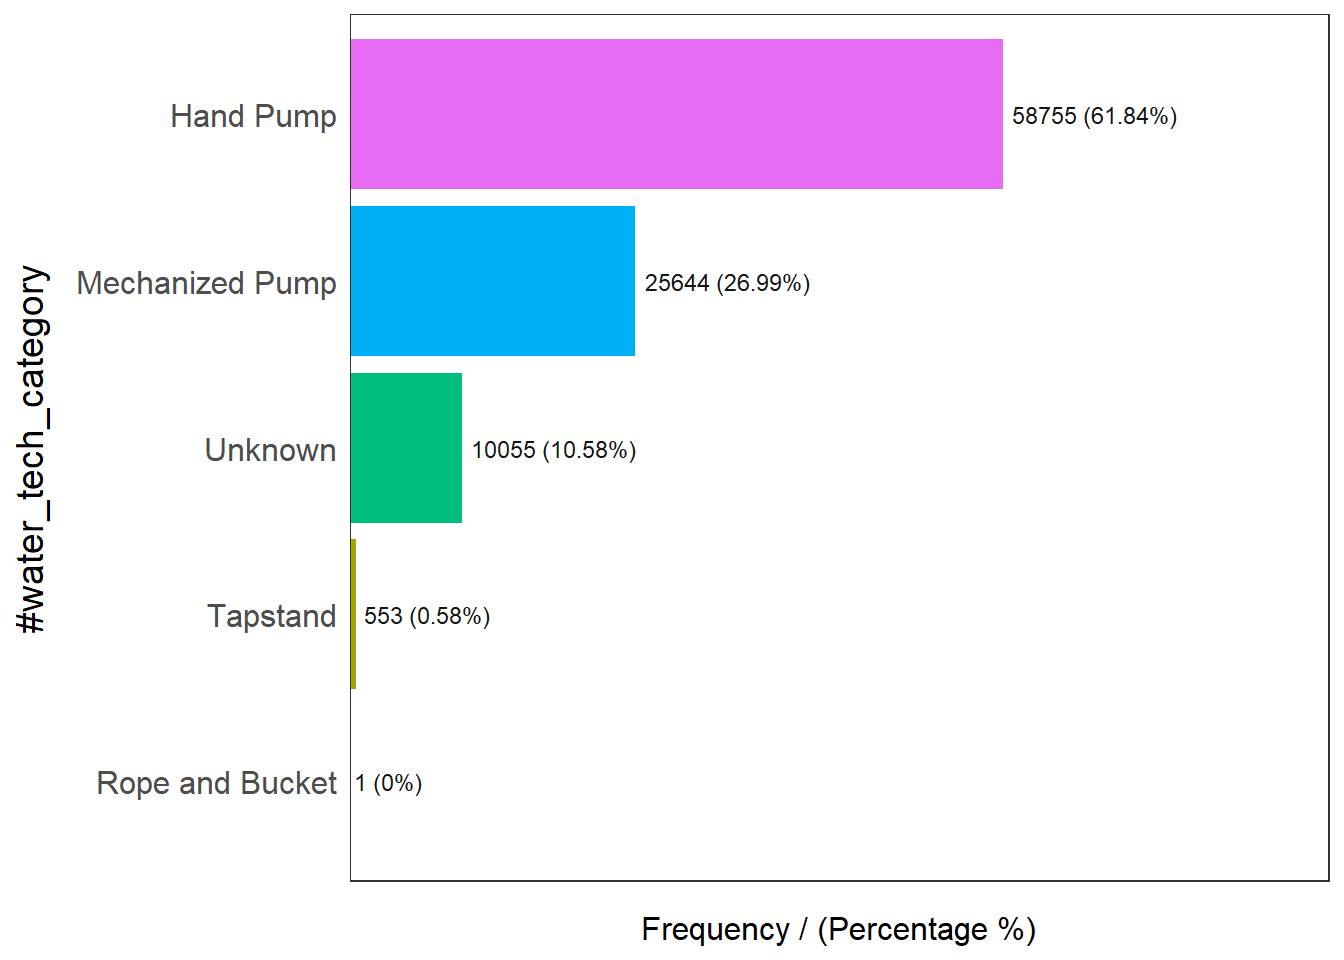 #water_tech_category
Hand Pump
58755 (61.84%)
Mechanized Pump
25644 (26.99%)
Unknown
10055 (10.58%)
Tapstand
553 (0.58%)
Rope and Bucket
1 (0%)
Frequency / (Percentage %)